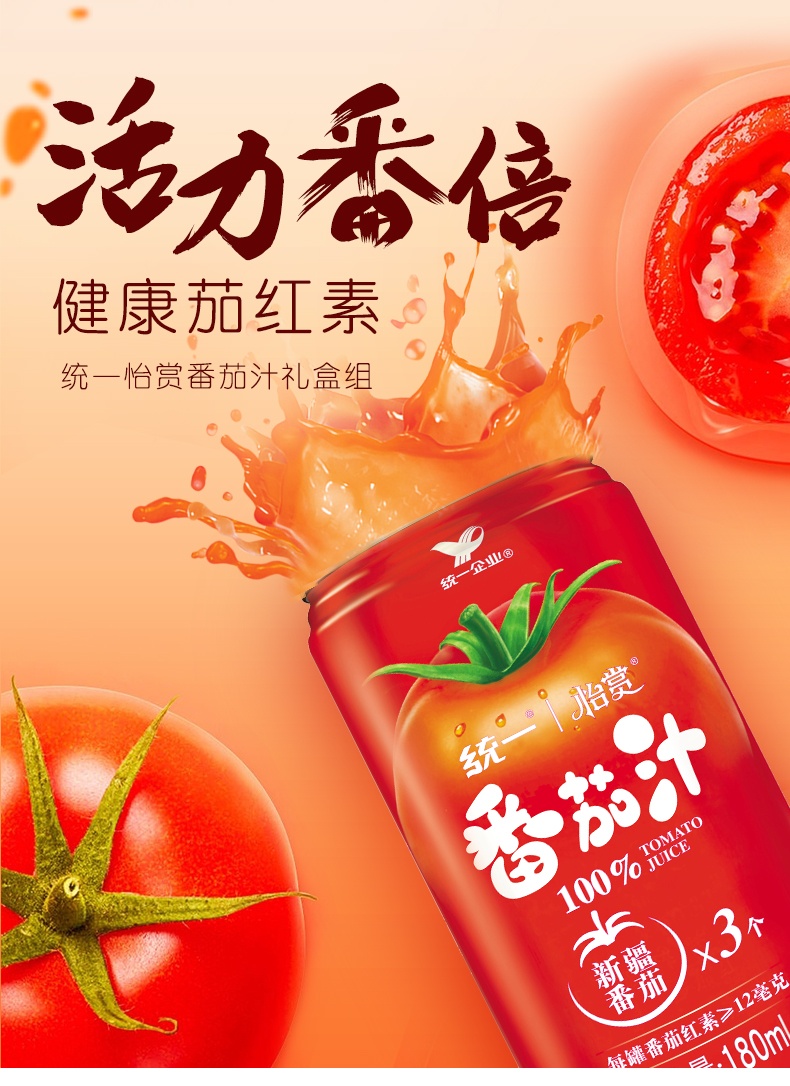 活力番倍
健康茄红素
统一怡赏番茄汁礼盒组
统一企业®
统一®|怡赏®
番茄汁
100% TOMATO JUICE
新疆番茄 X3个
每罐番茄红素≥12毫克
量:180ml